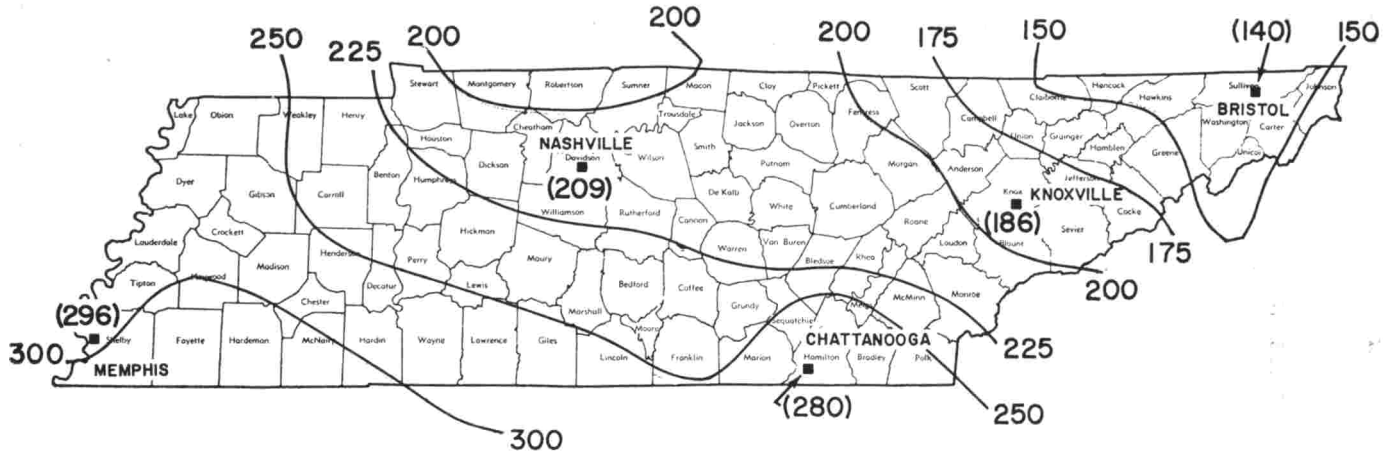 200
200
(140)
150
250
225
200
175
150
Stewart
Montgomery
Robertson
Sumner
Macon
Clay
Pickett
Scott
Claiborne
Hancock
Hawkins
Sullivan
Johnson
BRISTOL
Lake
Obion
Weakley
Henry
Houston
Cheatham
Trousdale
Jackson
Overton
Fentress
Campbell
Union
Grainger
Hamblen
Greene
Washington
Carter
Unicoi
NASHVILLE
Dickson
Davidson
Wilson
Smith
Putnam
Morgan
Anderson
Jefferson
Dyer
Gibson
Carroll
Benton
Humphreys
(209)
De Kalb
Knox
KNOXVILLE
(186)
Williamson
Rutherford
Cannon
White
Cumberland
Roane
Cocke
Sevier
Lauderdale
Crockett
Hickman
Warren
Van Buren
Loudon
Blount
175
Tipton
Haywood
Madison
Henderson
Decatur
Perry
Lewis
Maury
Bedford
Coffee
Bledsoe
Rhea
Meigs
McMinn
Monroe
200
Chester
Marshall
Moore
Grundy
Sequatchie
(296)
Shelby
Fayette
Hardeman
McNairy
Hardin
Wayne
Lawrence
Giles
Lincoln
Franklin
Marion
CHATTANOOGA
Hamilton
Bradley
Polk
225
300
MEMPHIS
(280)
250
300